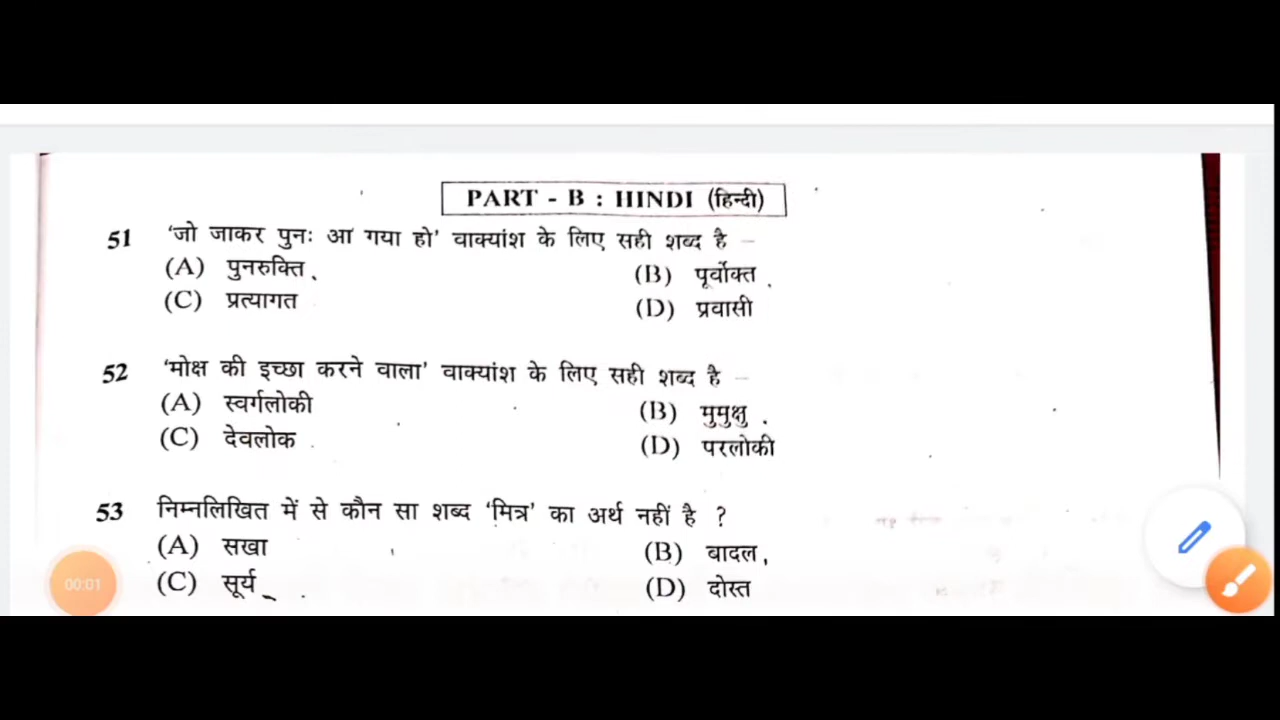 PART - B : HINDI (हिन्दी)
51 'जो जाकर पुनः आ गया हो' वाक्यांश के लिए सही शब्द है –
(A) पुनरुक्ति (B) पूर्वोक्त
(C) प्रत्यागत (D) प्रवासी
52 'मोक्ष की इच्छा करने वाला' वाक्यांश के लिए सही शब्द है –
(A) स्वर्गलोकी (B) मुमुक्षु
(C) देवलोक (D) परलोकी
53 निम्नलिखित में से कौन सा शब्द 'मित्र' का अर्थ नहीं है ?
(A) सखा (B) बादल
(C) सूर्य (D) दोस्त
00:01